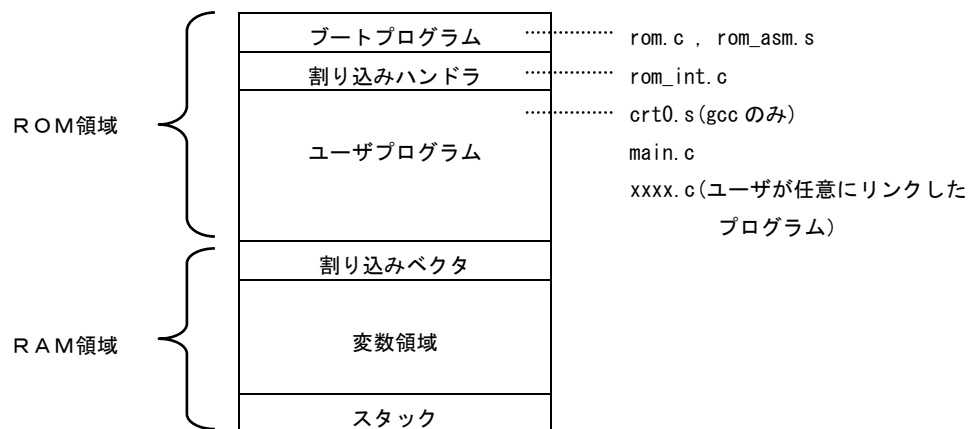 ブートプログラム ‥‥‥‥‥ rom.c , rom_asm.s
割り込みハンドラ ‥‥‥‥‥ rom_int.c
‥‥‥‥‥ crt0.s(gcc のみ)
ROM領域
ユーザプログラム
main.c
xxxx.c(ユーザが任意にリンクした
プログラム)
割り込みベクタ
RAM領域
変数領域
スタック